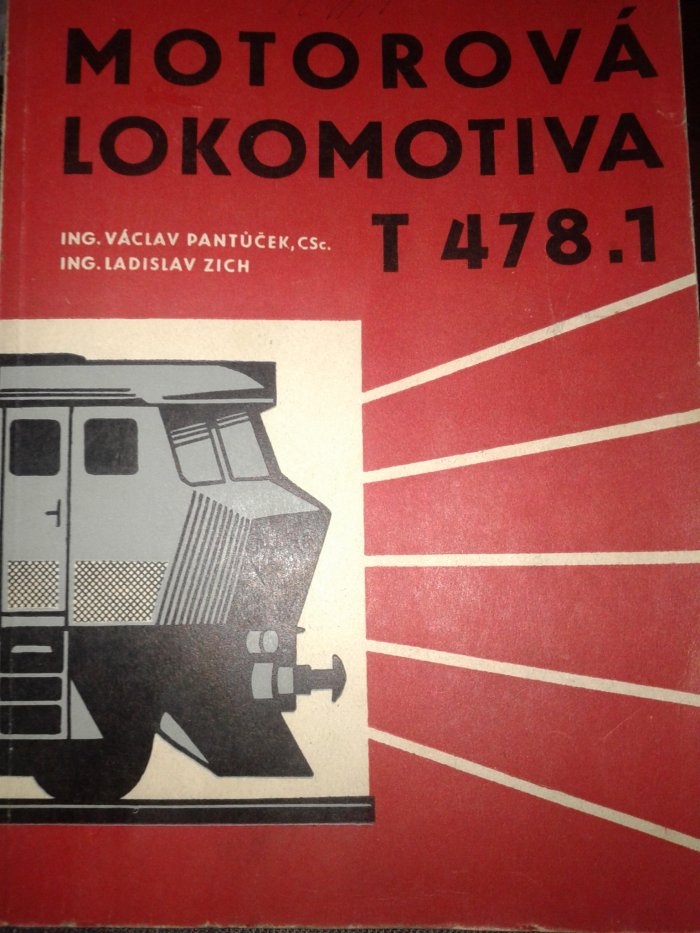 MOTOROVÁ
LOKOMOTIVA
T 478.1
ING. VÁCLAV PANTŮČEK, CSc.
ING. LADISLAV ZICH